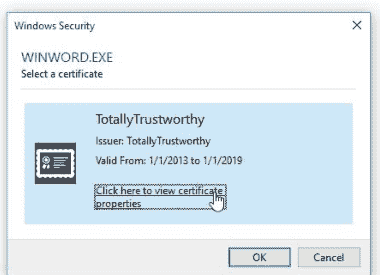 Windows Security
WINWORD.EXE
Select a certificate
TotallyTrustworthy
Issuer: TotallyTrustworthy
Valid From: 1/1/2013 to 1/1/2019
Click here to view certificate
properties
OK Cancel